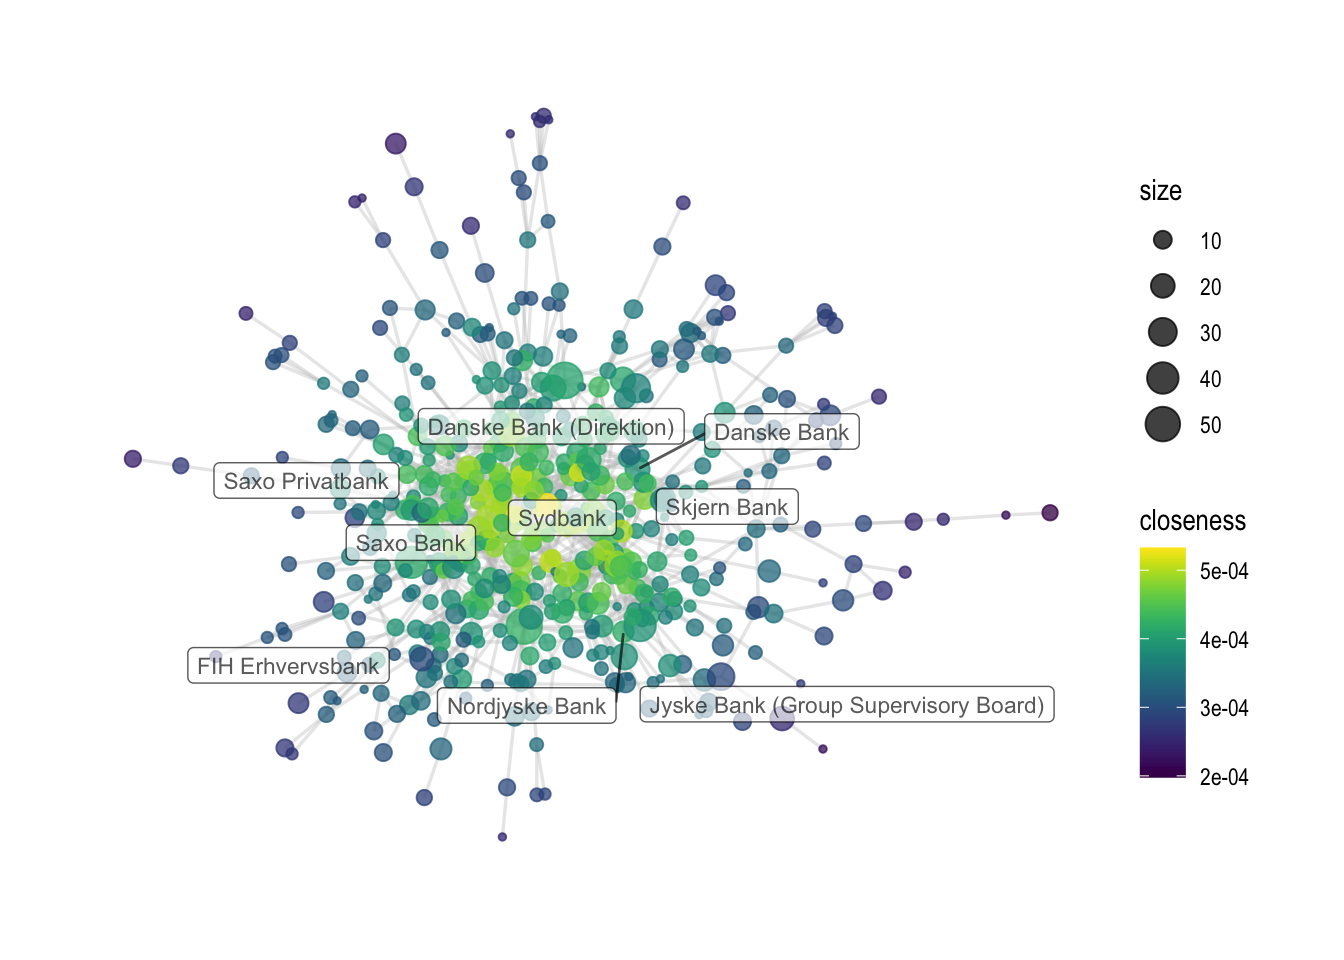 Danske Bank (Direktion)
Danske Bank
Saxo Privatbank
Skjern Bank
Sydbank
Saxo Bank
FIH Erhvervsbank
Nordjyske Bank
Jyske Bank (Group Supervisory Board)
size
10
20
30
40
50
closeness
5e-04
4e-04
3e-04
2e-04